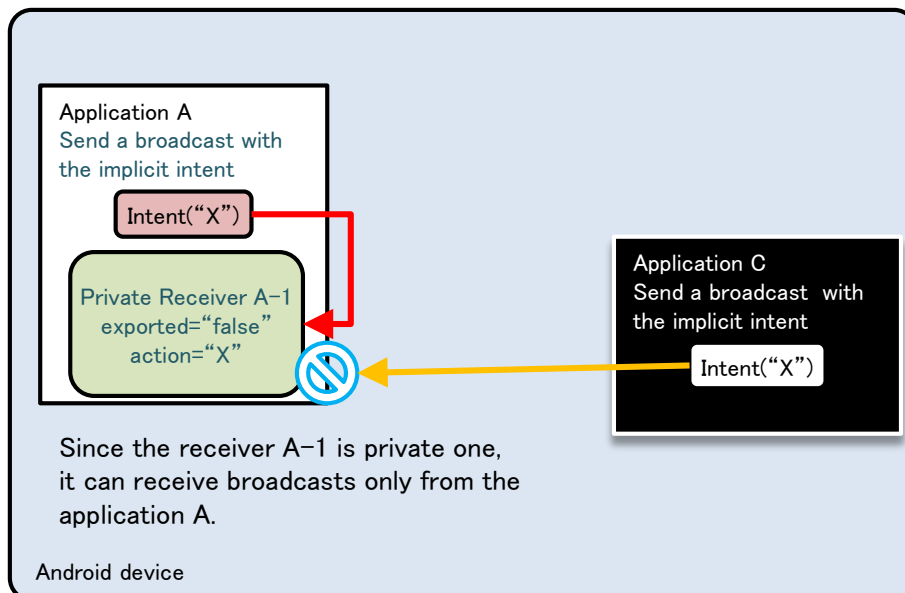 Application A
Send a broadcast with
the implicit intent
Intent(“X”)
Private Receiver A-1
exported=“false”
action=“X”
Application C
Send a broadcast  with
the implicit intent
Intent(“X”)
Since the receiver A-1 is private one,
it can receive broadcasts only from the
application A.
Android device